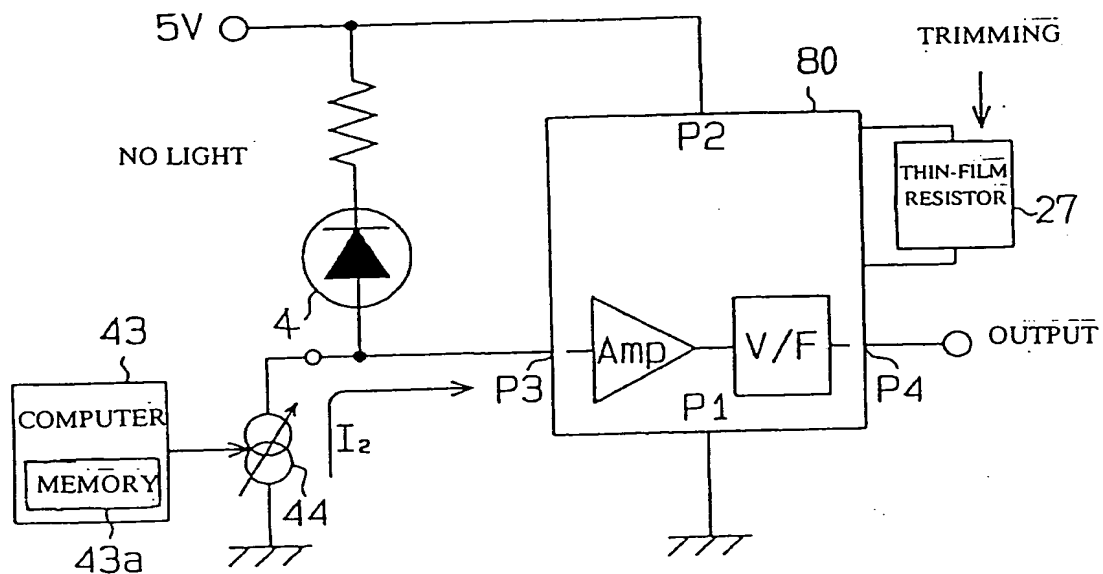 5V
TRIMMING
80
P2
NO LIGHT
THIN-FILM
RESISTOR
27
4
43
Amp
V/F
OUTPUT
P3
P4
P1
COMPUTER
I₂
MEMORY
44
43a